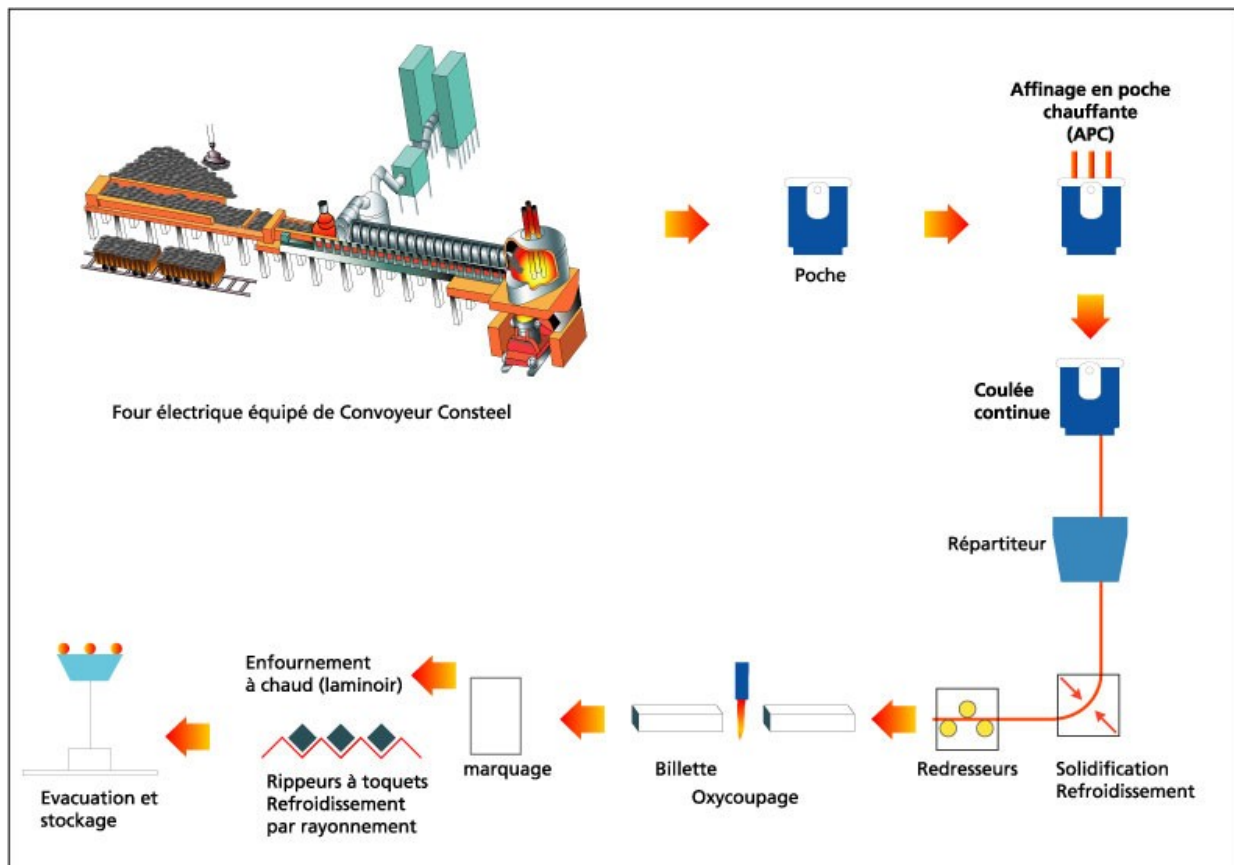 Affinage en poche
chauffante
(APC)
Poche
Four électrique équipé de Convoyeur Consteel
Coulée
continue
Répartiteur
Solidification
Refroidissement
Redresseurs
Billette
Oxycoupage
marquage
Enfournement
à chaud (laminoir)
Rippeurs à toquets
Refroidissement
par rayonnement
Evacuation et
stockage